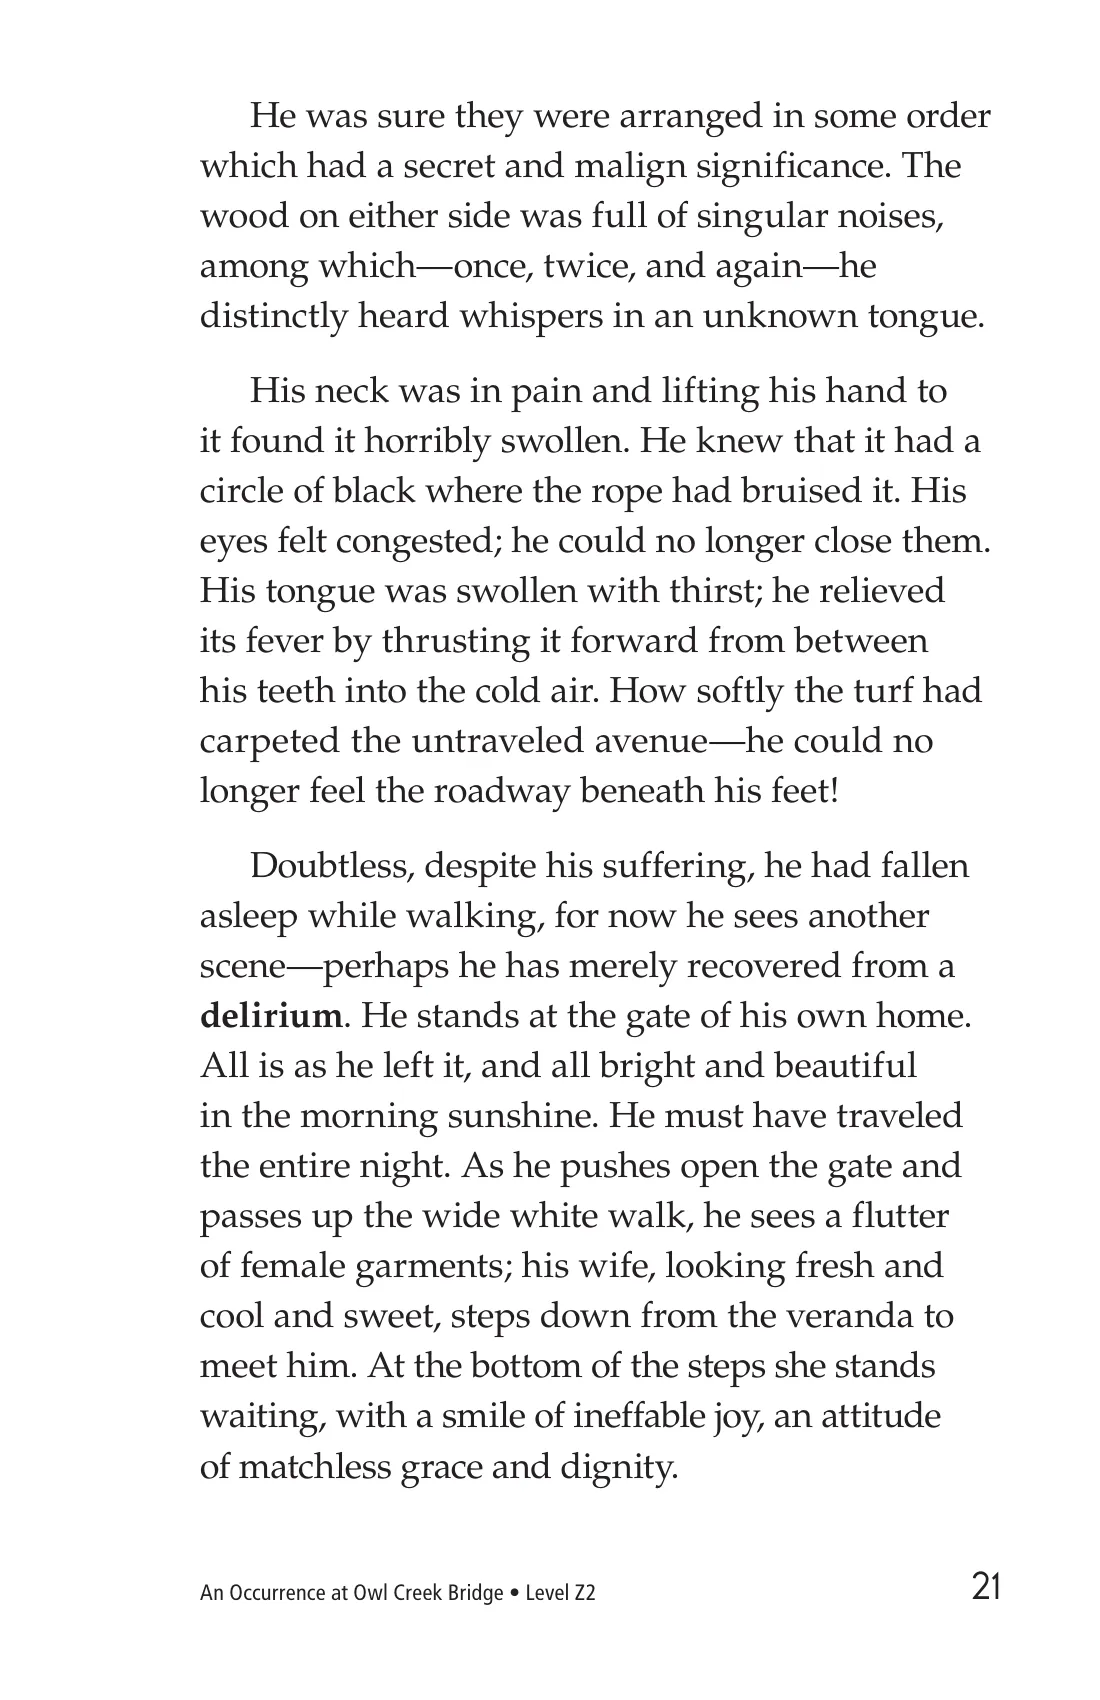 He was sure they were arranged in some order
which had a secret and malign significance. The
wood on either side was full of singular noises,
among which—once, twice, and again—he
distinctly heard whispers in an unknown tongue.
His neck was in pain and lifting his hand to
it found it horribly swollen. He knew that it had a
circle of black where the rope had bruised it. His
eyes felt congested; he could no longer close them.
His tongue was swollen with thirst; he relieved
its fever by thrusting it forward from between
his teeth into the cold air. How softly the turf had
carpeted the untraveled avenue—he could no
longer feel the roadway beneath his feet!
Doubtless, despite his suffering, he had fallen
asleep while walking, for now he sees another
scene—perhaps he has merely recovered from a
delirium. He stands at the gate of his own home.
All is as he left it, and all bright and beautiful
in the morning sunshine. He must have traveled
the entire night. As he pushes open the gate and
passes up the wide white walk, he sees a flutter
of female garments; his wife, looking fresh and
cool and sweet, steps down from the veranda to
meet him. At the bottom of the steps she stands
waiting, with a smile of ineffable joy, an attitude
of matchless grace and dignity.
An Occurrence at Owl Creek Bridge • Level Z2
21